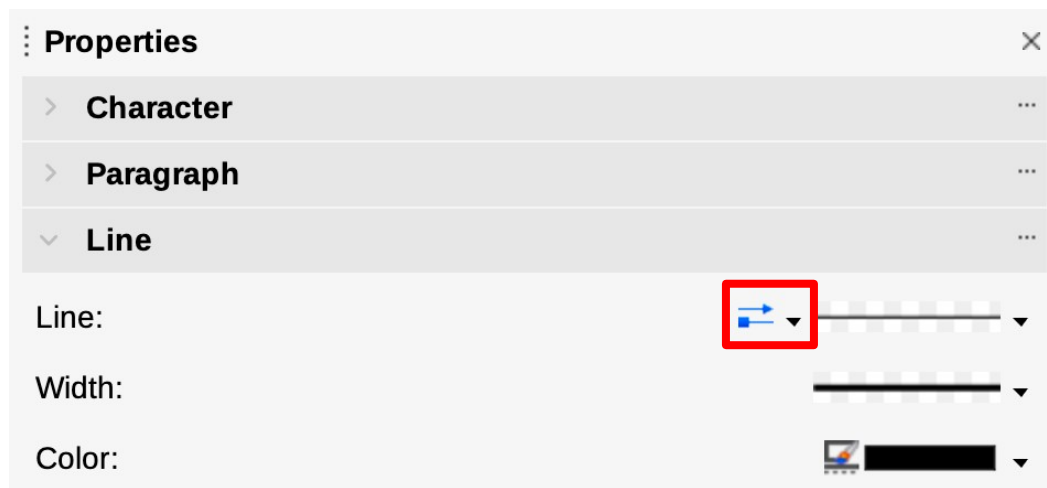 Properties
Character
Paragraph
Line
Line:
Width:
Color: